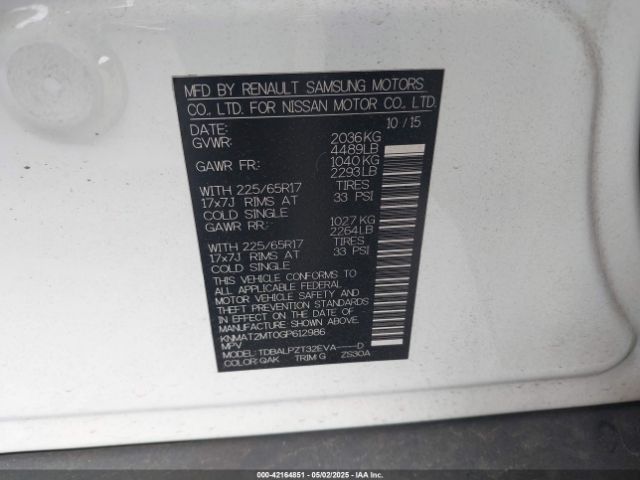 MFD BY RENAULT SAMSUNG MOTORS
CO., LTD. FOR NISSAN MOTOR CO., LTD.
DATE: 10 / 15
GVWR: 2036KG
4489LB
GAWR FR: 1040KG
2293LB
WITH 225/65R17 TIRES
17x7J RIMS AT 33 PSI
COLD SINGLE
GAWR RR: 1027 KG
2264LB
WITH 225/65R17 TIRES
17x7J RIMS AT 33 PSI
COLD SINGLE
THIS VEHICLE CONFORMS TO
ALL APPLICABLE FEDERAL
MOTOR VEHICLE SAFETY AND
THEFT PREVENTION STANDARDS
IN EFFECT ON THE DATE OF
MANUFACTURE SHOWN ABOVE.
KNMAT2MT0GP612986
MPV
MODEL: TDBALPZT32EVA----D
COLOR: QAK TRIM G ZS30A
000-42164851 - 05/02/2025 - IAAI.com